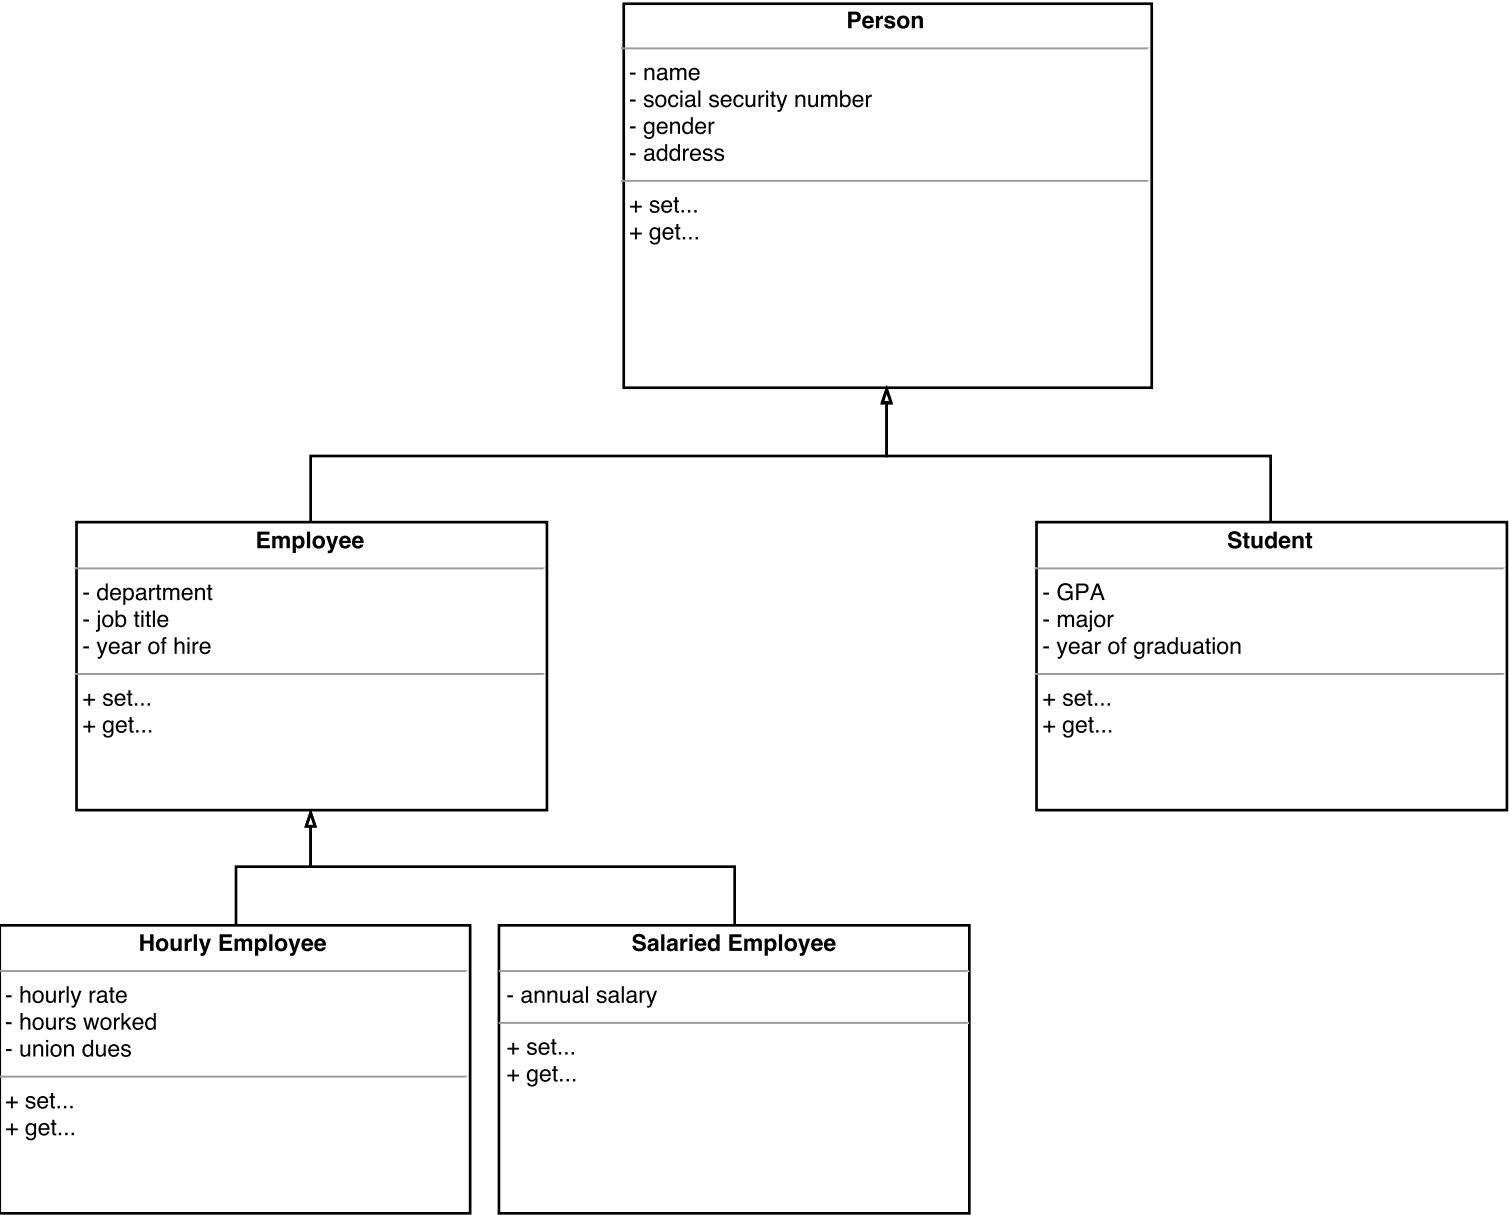 Person
- name
- social security number
- gender
- address
+ set...
+ get...
Employee
- department
- job title
- year of hire
+ set...
+ get...
Student
- GPA
- major
- year of graduation
+ set...
+ get...
Hourly Employee
- hourly rate
- hours worked
- union dues
+ set...
+ get...
Salaried Employee
- annual salary
+ set...
+ get...